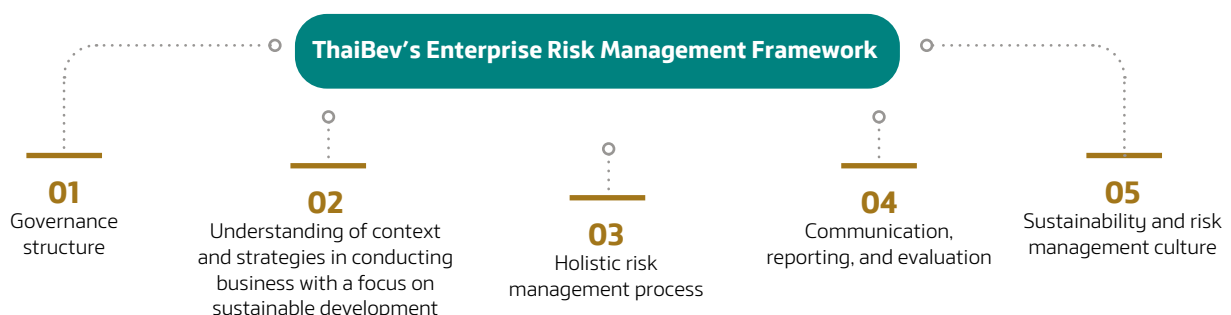 ThaiBev's Enterprise Risk Management Framework
01
Governance
structure
02
Understanding of context
and strategies in conducting
business with a focus on
sustainable development
03
Holistic risk
management process
04
Communication,
reporting, and evaluation
05
Sustainability and risk
management culture